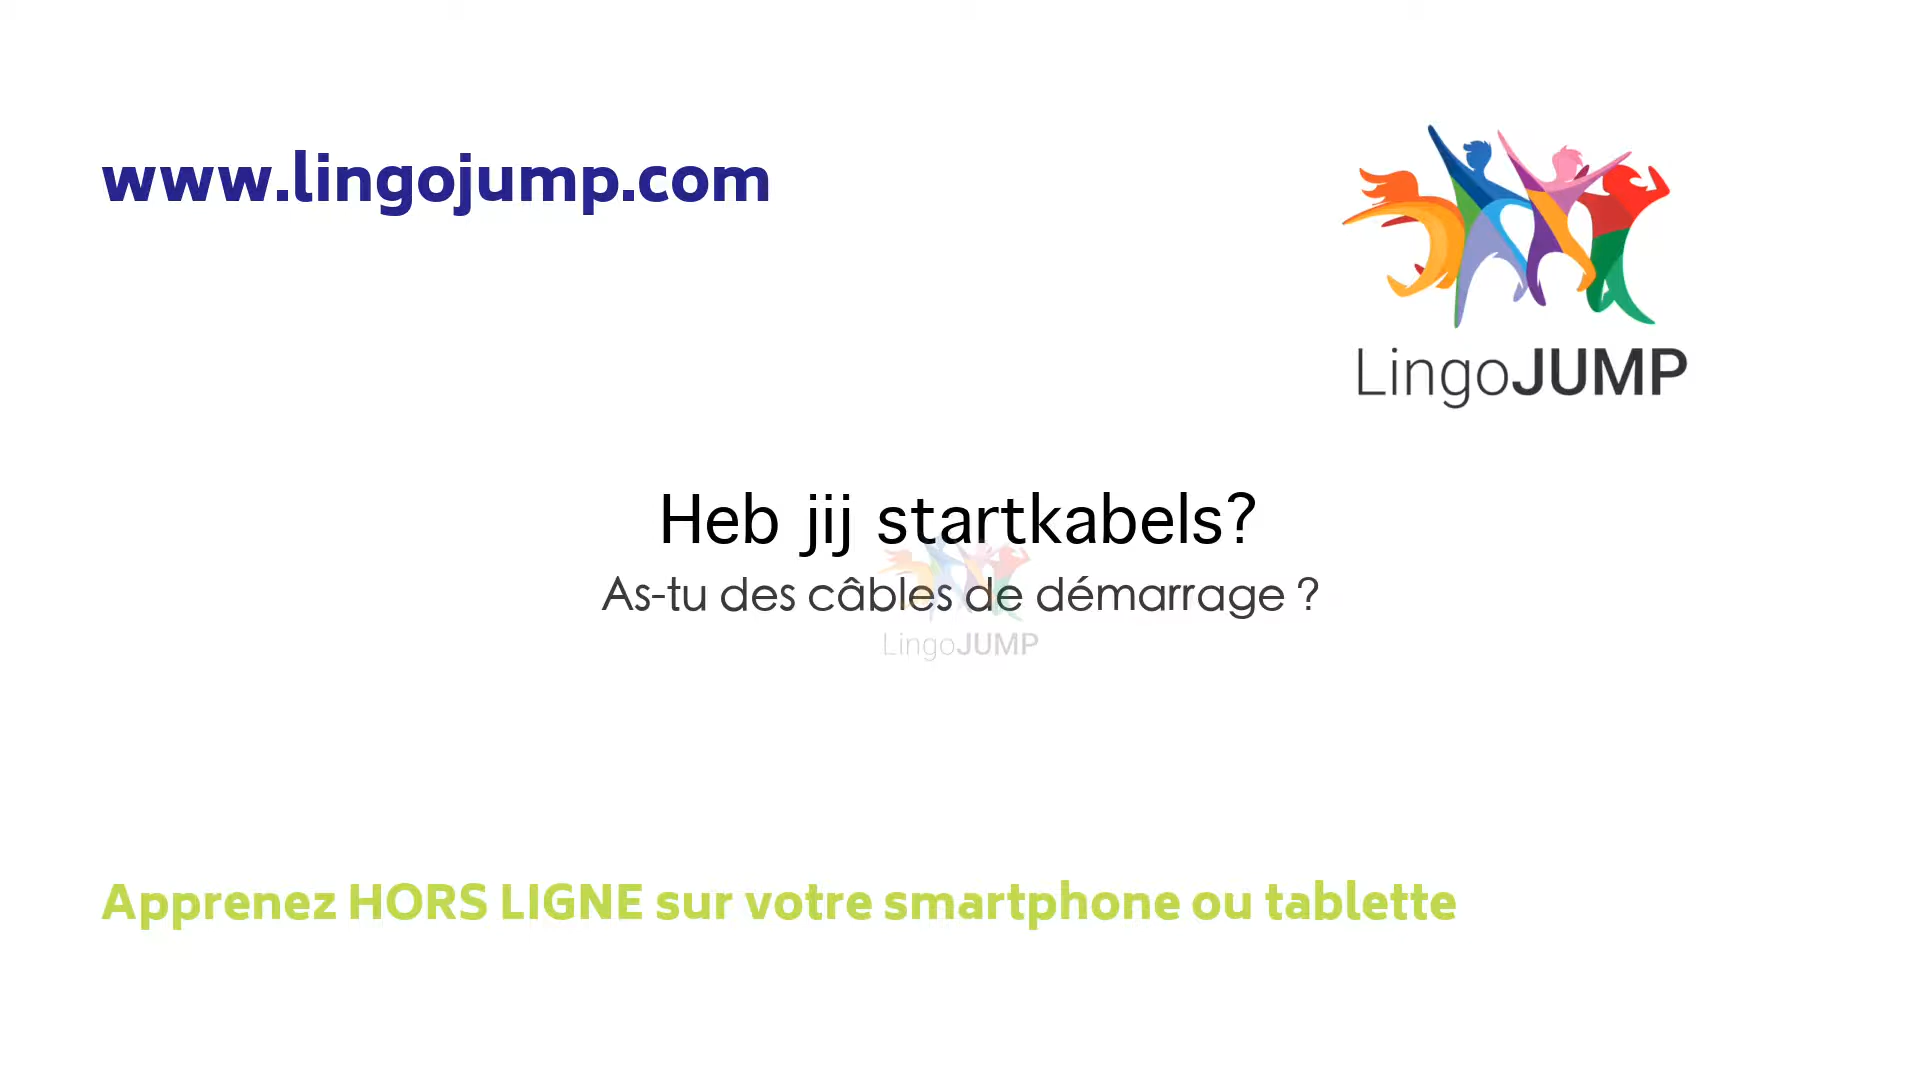 www.lingojump.com
LingoJUMP
Heb jij startkabels?
As-tu des câbles de démarrage ?
LingoJUMP
Apprenez HORS LIGNE sur votre smartphone ou tablette